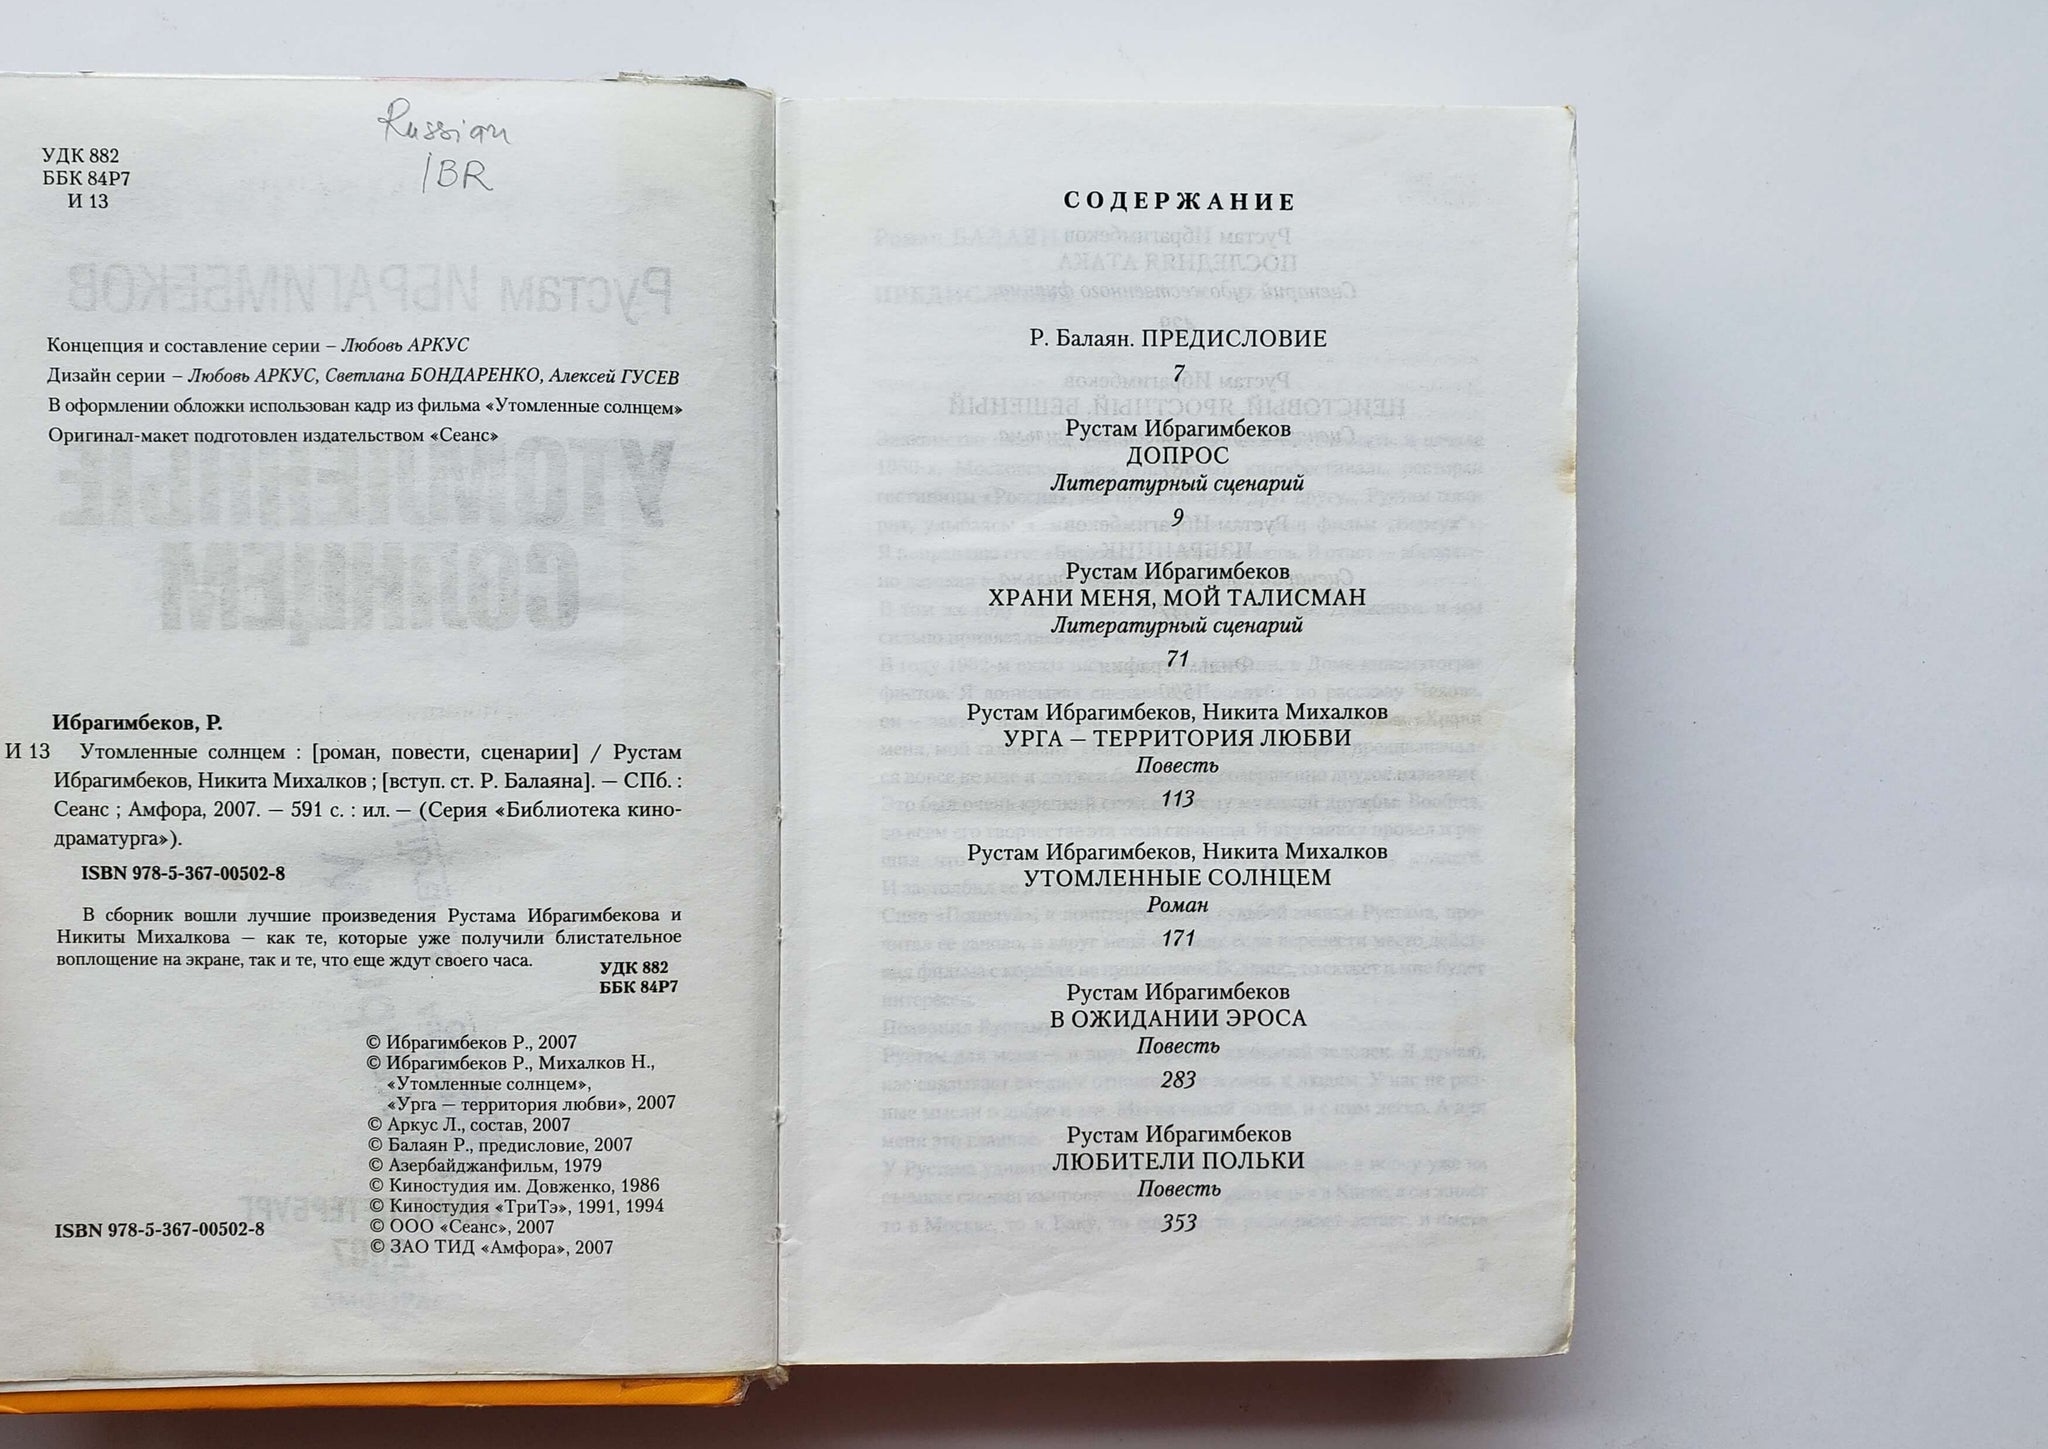 Russian
IBR
УДК 882
ББК 84Р7
И 13
Концепция и составление серии – Любовь АРКУС
Дизайн серии – Любовь АРКУС, Светлана БОНДАРЕНКО, Алексей ГУСЕВ
В оформлении обложки использован кадр из фильма «Утомленные солнцем»
Оригинал-макет подготовлен издательством «Сеанс»
Ибрагимбеков, Р.
И 13 Утомленные солнцем : [роман, повести, сценарии] / Рустам
Ибрагимбеков, Никита Михалков ; [вступ. ст. Р. Балаяна]. — СПб. :
Сеанс ; Амфора, 2007. — 591 с. : ил. — (Серия «Библиотека кино-
драматурга»).
ISBN 978-5-367-00502-8
В сборник вошли лучшие произведения Рустама Ибрагимбекова и
Никиты Михалкова — как те, которые уже получили блистательное
воплощение на экране, так и те, что еще ждут своего часа.
УДК 882
ББК 84Р7
© Ибрагимбеков Р., 2007
© Ибрагимбеков Р., Михалков Н.,
«Утомленные солнцем»,
«Урга — территория любви», 2007
© Аркус Л., состав, 2007
© Балаян Р., предисловие, 2007
© Азербайджанфильм, 1979
© Киностудия им. Довженко, 1986
© Киностудия «ТриТэ», 1991, 1994
© ООО «Сеанс», 2007
© ЗАО ТИД «Амфора», 2007
ISBN 978-5-367-00502-8
СОДЕРЖАНИЕ
Р. Балаян. ПРЕДИСЛОВИЕ
7
Рустам Ибрагимбеков
ДОПРОС
Литературный сценарий
9
Рустам Ибрагимбеков
ХРАНИ МЕНЯ, МОЙ ТАЛИСМАН
Литературный сценарий
71
Рустам Ибрагимбеков, Никита Михалков
УРГА — ТЕРРИТОРИЯ ЛЮБВИ
Повесть
113
Рустам Ибрагимбеков, Никита Михалков
УТОМЛЕННЫЕ СОЛНЦЕМ
Роман
171
Рустам Ибрагимбеков
В ОЖИДАНИИ ЭРОСА
Повесть
283
Рустам Ибрагимбеков
ЛЮБИТЕЛИ ПОЛЬКИ
Повесть
353